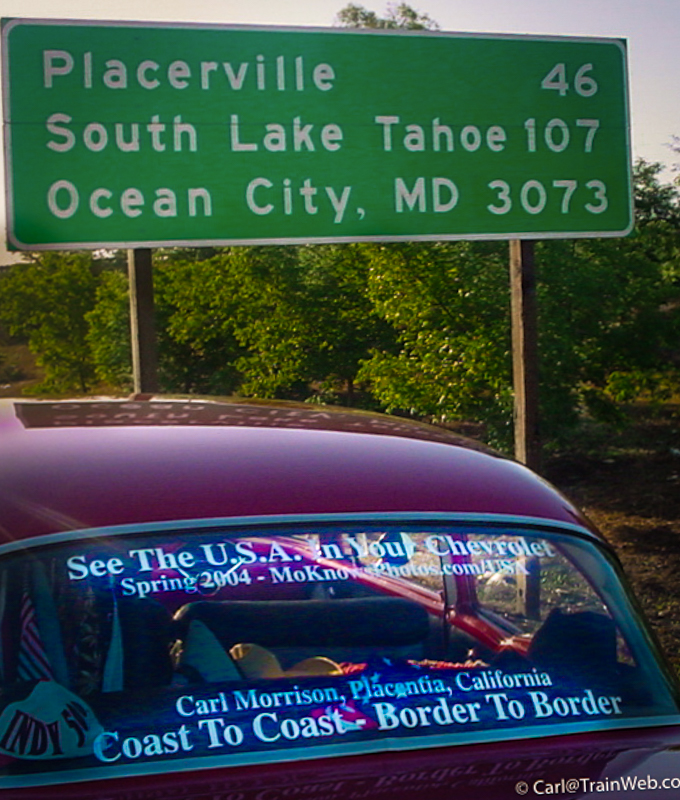 Placerville 46
South Lake Tahoe 107
Ocean City, MD 3073
See The U.S.A. In Your Chevrolet
Spring 2004 - MoKnowsPhotos.com/USA
Carl Morrison, Placentia, California
Coast To Coast - Border To Border
INDY
© Carl@TrainWeb.co